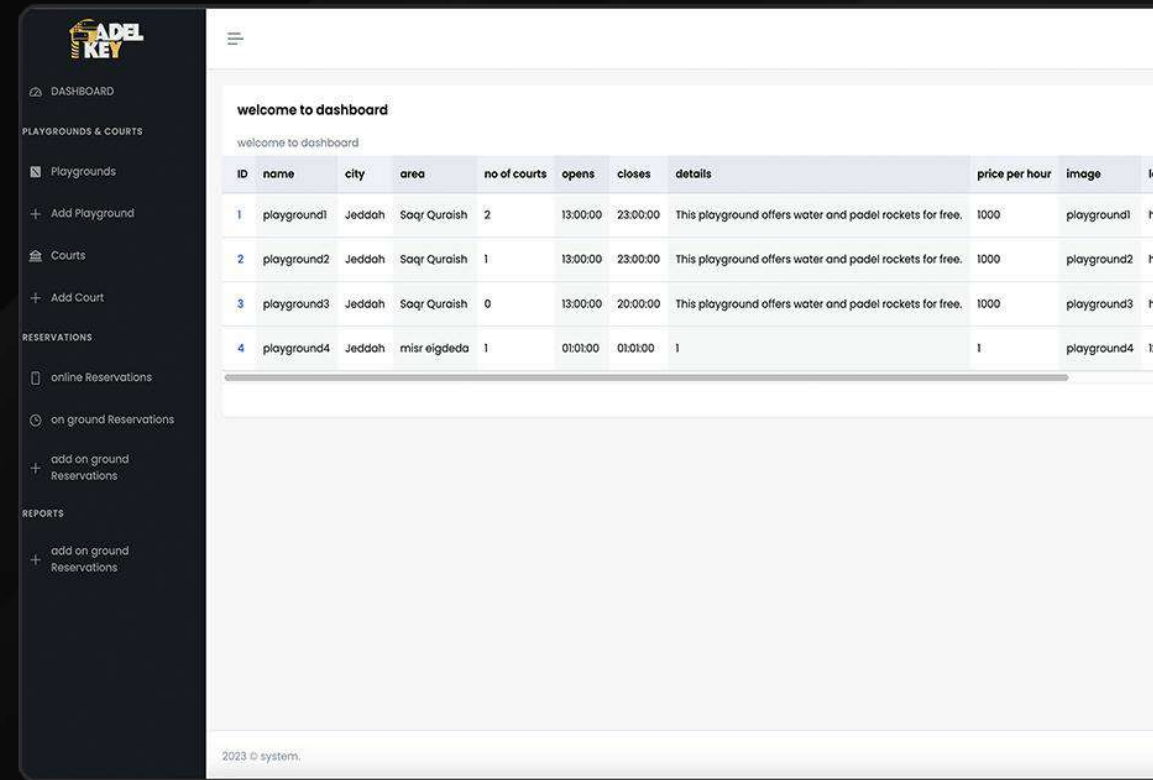 PADEL
KEY
DASHBOARD
PLAYGROUNDS & COURTS
Playgrounds
Add Playground
Courts
Add Court
RESERVATIONS
online Reservations
on ground Reservations
add on ground
Reservations
REPORTS
add on ground
Reservations
welcome to dashboard
welcome to dashboard
ID name city area no of courts opens closes details price per hour image
1 playground1 Jeddah Saqr Quraish 2 13:00:00 23:00:00 This playground offers water and padel rockets for free. 1000 playground1
2 playground2 Jeddah Saqr Quraish 1 13:00:00 23:00:00 This playground offers water and padel rockets for free. 1000 playground2
3 playground3 Jeddah Saqr Quraish 0 13:00:00 20:00:00 This playground offers water and padel rockets for free. 1000 playground3
4 playground4 Jeddah misr eigdeda 1 01:01:00 01:01:00 1 1 playground4
2023 © system.